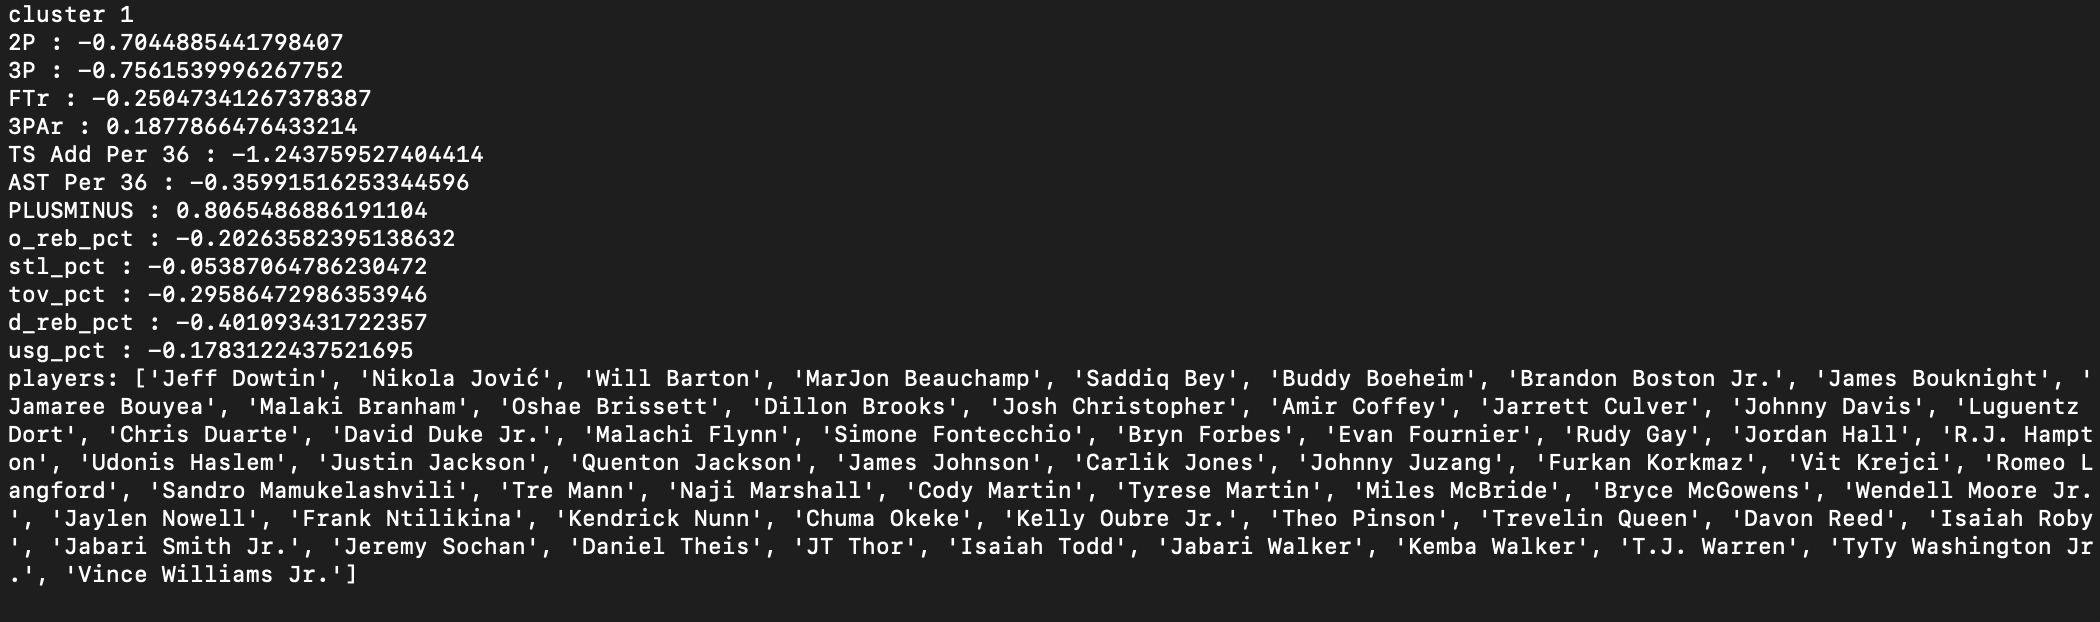 cluster 1
2P : -0.7044885441798407
3P : -0.7561539996267752
FTr : -0.25047341267378387
3PAr : 0.1877866476433214
TS Add Per 36 : -1.243759527404414
AST Per 36 : -0.35991516253344596
PLUSMINUS : 0.8065486886191104
o_reb_pct : -0.20263582395138632
stl_pct : -0.05387064786230472
tov_pct : -0.29586472986353946
d_reb_pct : -0.401093431722357
usg_pct : -0.1783122437521695
players: ['Jeff Dowtin', 'Nikola Jović', 'Will Barton', 'MarJon Beauchamp', 'Saddiq Bey', 'Buddy Boeheim', 'Brandon Boston Jr.', 'James Bouknight', '
Jamaree Bouyea', 'Malaki Branham', 'Oshae Brissett', 'Dillon Brooks', 'Josh Christopher', 'Amir Coffey', 'Jarrett Culver', 'Johnny Davis', 'Luguentz
Dort', 'Chris Duarte', 'David Duke Jr.', 'Malachi Flynn', 'Simone Fontecchio', 'Bryn Forbes', 'Evan Fournier', 'Rudy Gay', 'Jordan Hall', 'R.J. Hampt
on', 'Udonis Haslem', 'Justin Jackson', 'Quenton Jackson', 'James Johnson', 'Carlik Jones', 'Johnny Juzang', 'Furkan Korkmaz', 'Vit Krejci', 'Romeo L
angford', 'Sandro Mamukelashvili', 'Tre Mann', 'Naji Marshall', 'Cody Martin', 'Tyrese Martin', 'Miles McBride', 'Bryce McGowens', 'Wendell Moore Jr.
', 'Jaylen Nowell', 'Frank Ntilikina', 'Kendrick Nunn', 'Chuma Okeke', 'Kelly Oubre Jr.', 'Theo Pinson', 'Trevelin Queen', 'Davon Reed', 'Isaiah Roby
', 'Jabari Smith Jr.', 'Jeremy Sochan', 'Daniel Theis', 'JT Thor', 'Isaiah Todd', 'Jabari Walker', 'Kemba Walker', 'T.J. Warren', 'TyTy Washington Jr
.', 'Vince Williams Jr.']